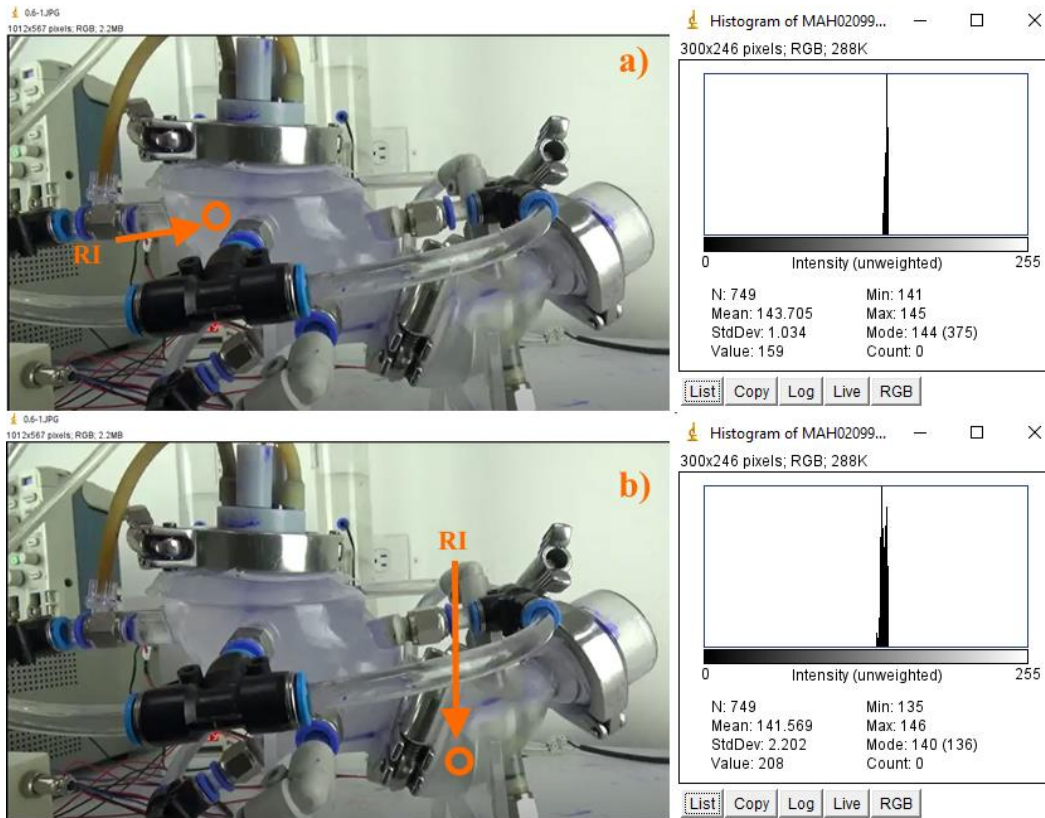 0.6-1.JPG
1012x567 pixels; RGB; 2.2MB
a)
RI
Histogram of MAH02099...
300x246 pixels; RGB; 288K
0 Intensity (unweighted) 255
N: 749 Min: 141
Mean: 143.705 Max: 145
StdDev: 1.034 Mode: 144 (375)
Value: 159 Count: 0
List Copy Log Live RGB
0.6-1.JPG
1012x567 pixels; RGB; 2.2MB
b)
RI
Histogram of MAH02099...
300x246 pixels; RGB; 288K
0 Intensity (unweighted) 255
N: 749 Min: 135
Mean: 141.569 Max: 146
StdDev: 2.202 Mode: 140 (136)
Value: 208 Count: 0
List Copy Log Live RGB